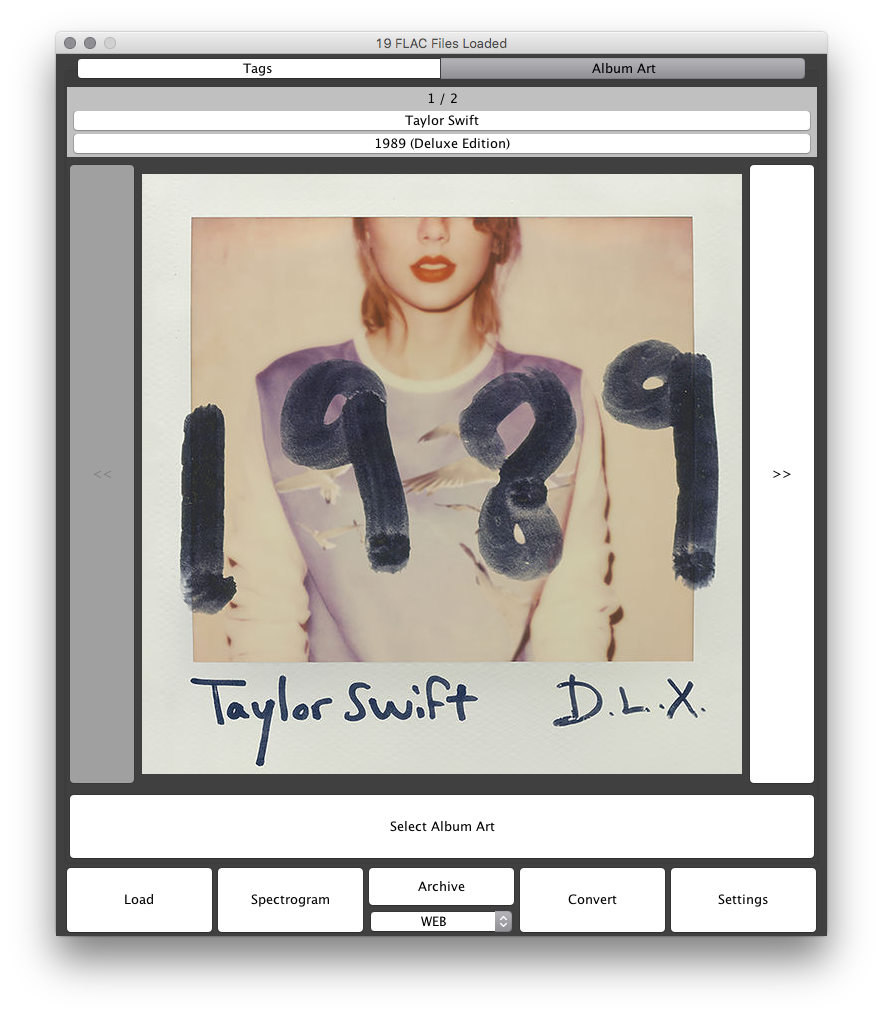 19 FLAC Files Loaded
Tags
Album Art
1 / 2
Taylor Swift
1989 (Deluxe Edition)
<<
1989
>>
Taylor Swift D.L.X.
Select Album Art
Load
Spectrogram
Archive
WEB
Convert
Settings